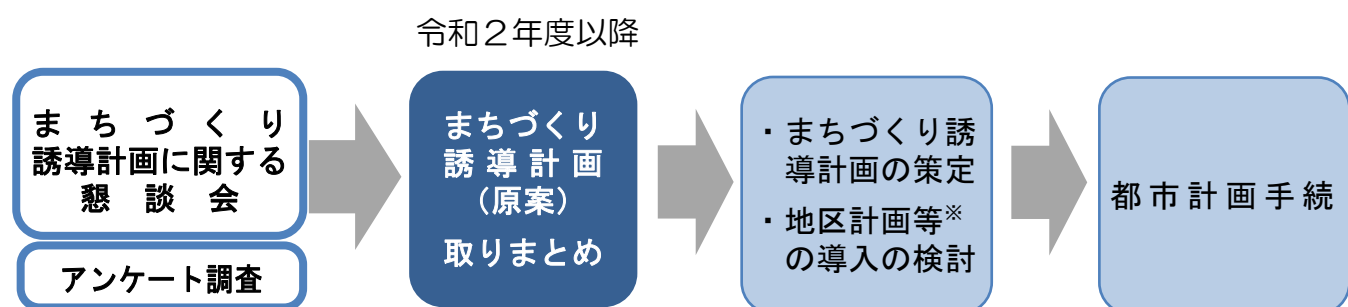 令和２年度以降
まちづくり
誘導計画に関する
懇談会
アンケート調査
まちづくり
誘導計画
（原案）
取りまとめ
・まちづくり誘
導計画の策定
・地区計画等※
の導入の検討
都市計画手続